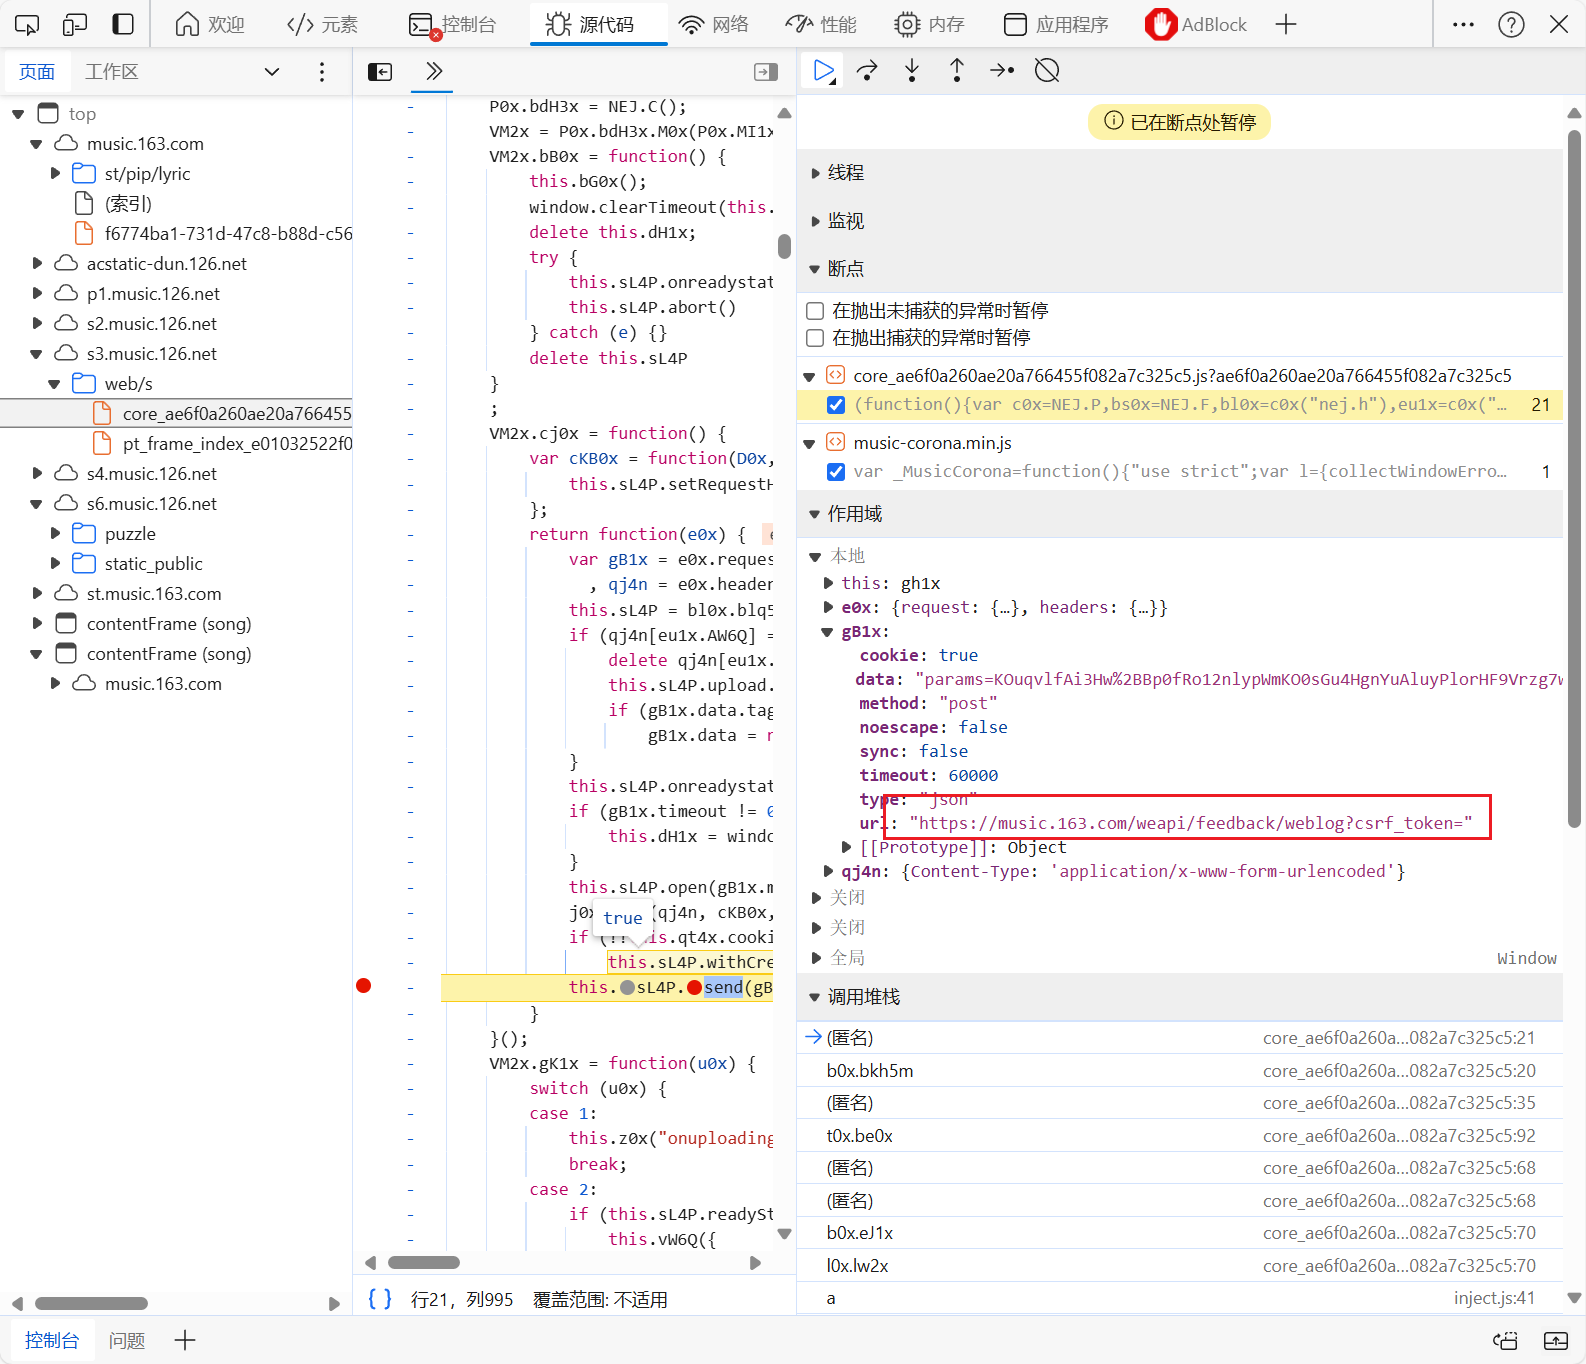 欢迎
元素
控制台
源代码
网络
性能
内存
应用程序
AdBlock
页面
工作区
top
music.163.com
st/pip/lyric
(索引)
f6774ba1-731d-47c8-b88d-c56
acstatic-dun.126.net
p1.music.126.net
s2.music.126.net
s3.music.126.net
web/s
core_ae6f0a260ae20a766455
pt_frame_index_e01032522f0
s4.music.126.net
s6.music.126.net
puzzle
static_public
st.music.163.com
contentFrame (song)
contentFrame (song)
music.163.com
P0x.bdH3x = NEJ.C();
VM2x = P0x.bdH3x.M0x(P0x.MI1x
VM2x.bB0x = function() {
this.bG0x();
window.clearTimeout(this.
delete this.dH1x;
try {
this.sL4P.onreadystat
this.sL4P.abort()
} catch (e) {}
delete this.sL4P
}
;
VM2x.cj0x = function() {
var cKB0x = function(D0x,
this.sL4P.setRequestH
};
return function(e0x) {
var gB1x = e0x.reques
, qj4n = e0x.header
this.sL4P = bl0x.blq5
if (qj4n[eu1x.AW6Q] =
delete qj4n[eu1x.
this.sL4P.upload.
if (gB1x.data.tag
gB1x.data = n
}
this.sL4P.onreadystat
if (gB1x.timeout != 0
this.dH1x = windo
}
this.sL4P.open(gB1x.m
j0x (qj4n, cKB0x,
true
if (!!this.qt4x.cooki
this.sL4P.withCre
this.sL4P.send(gB
}
}();
VM2x.gK1x = function(u0x) {
switch (u0x) {
case 1:
this.z0x("onuploading
break;
case 2:
if (this.sL4P.readySt
this.vW6Q({
{ } 行21，列995 覆盖范围: 不适用
已在断点处暂停
线程
监视
断点
在抛出未捕获的异常时暂停
在抛出捕获的异常时暂停
core_ae6f0a260ae20a766455f082a7c325c5.js?ae6f0a260ae20a766455f082a7c325c5
(function(){var c0x=NEJ.P,bs0x=NEJ.F,bl0x=c0x("nej.h"),eu1x=c0x("… 21
music-corona.min.js
var _MusicCorona=function(){"use strict";var l={collectWindowErro… 1
作用域
本地
this: gh1x
e0x: {request: {…}, headers: {…}}
gB1x:
cookie: true
data: "params=KOuqvlfAi3Hw%2BBp0fRo12nlypWmKO0sGu4HgnYuAluyPlorHF9Vrzg7w
method: "post"
noescape: false
sync: false
timeout: 60000
type: "json"
url: "https://music.163.com/weapi/feedback/weblog?csrf_token="
[[Prototype]]: Object
qj4n: {Content-Type: 'application/x-www-form-urlencoded'}
关闭
关闭
全局 Window
调用堆栈
(匿名) core_ae6f0a260a…082a7c325c5:21
b0x.bkh5m core_ae6f0a260a…082a7c325c5:20
(匿名) core_ae6f0a260a…082a7c325c5:35
t0x.be0x core_ae6f0a260a…082a7c325c5:92
(匿名) core_ae6f0a260a…082a7c325c5:68
(匿名) core_ae6f0a260a…082a7c325c5:68
b0x.eJ1x core_ae6f0a260a…082a7c325c5:70
l0x.lw2x core_ae6f0a260a…082a7c325c5:70
a inject.js:41
控制台
问题